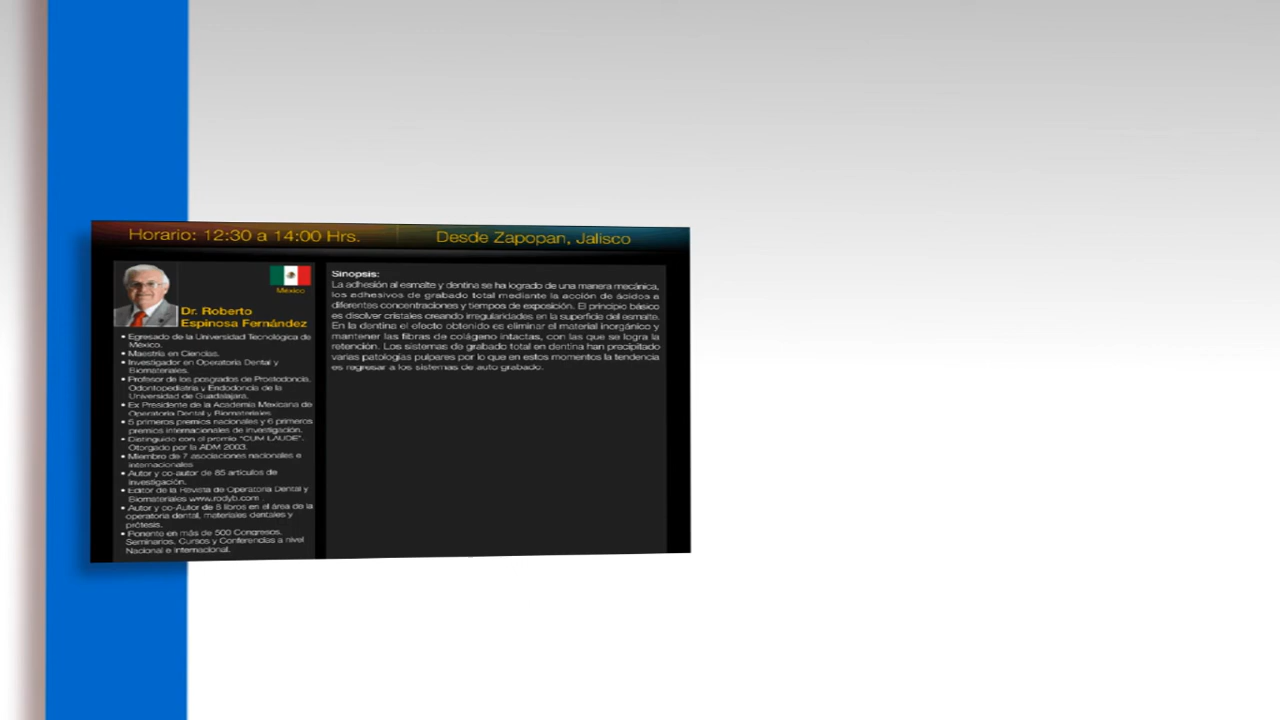 Horario: 12:30 a 14:00 Hrs.
Desde Zapopan, Jalisco
México
Dr. Roberto
Espinosa Fernández
• Egresado de la Universidad Tecnológica de
México.
• Maestría en Ciencias.
• Investigador en Operatoria Dental y
Biomateriales.
• Profesor de los posgrados de Prostodoncia,
Odontopediatría y Endodoncia de la
Universidad de Guadalajara.
• Ex Presidente de la Academia Mexicana de
Operatoria Dental y Biomateriales.
• 5 primeros premios nacionales y 6 primeros
premios internacionales de investigación.
• Distinguido con el premio "CUM LAUDE".
Otorgado por la ADM 2003.
• Miembro de 7 asociaciones nacionales e
internacionales
• Autor y co-autor de 85 artículos de
investigación.
• Editor de la Revista de Operatoria Dental y
Biomateriales www.rodyb.com
• Autor y co-Autor de 8 libros en el área de la
operatoria dental, materiales dentales y
prótesis.
• Ponente en más de 500 Congresos,
Seminarios, Cursos y Conferencias a nivel
Nacional e Internacional.
Sinopsis:
La adhesión al esmalte y dentina se ha logrado de una manera mecánica,
los adhesivos de grabado total mediante la acción de ácidos a
diferentes concentraciones y tiempos de exposición. El principio básico
es disolver cristales creando irregularidades en la superficie del esmalte.
En la dentina el efecto obtenido es eliminar el material inorgánico y
mantener las fibras de colágeno intactas, con las que se logra la
retención. Los sistemas de grabado total en dentina han precipitado
varias patologías pulpares por lo que en estos momentos la tendencia
es regresar a los sistemas de auto grabado.